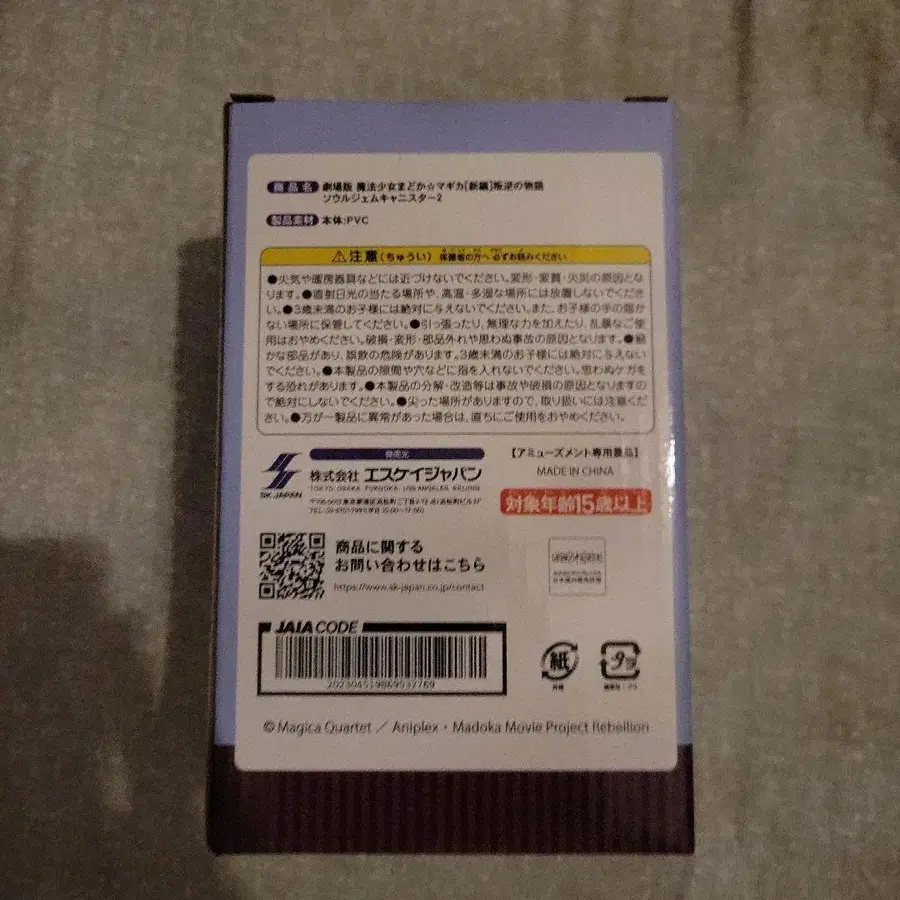 商品名 劇場版 魔法少女まどか☆マギカ[新編]叛逆の物語
ソウルジェムキャニスター2
製品素材 本体:PVC
⚠注意(ちゅうい) 保護者の方へ 必ずお読みください
●火気や暖房器具などには近づけないでください。変形・変質・火災の原因とな
ります。●直射日光の当たる場所や、高温・多湿な場所には放置しないでくださ
い。●3歳未満のお子様には絶対に与えないでください。また、お子様の手の届か
ない場所に保管してください。●引っ張ったり、無理な力を加えたり、乱暴なご使
用はおやめください。破損・変形・部品外れや思わぬ事故の原因となります。●細
かな部品があり、誤飲の危険があります。3歳未満のお子様には絶対に与えない
でください。●本製品の隙間や穴などに指を入れないでください。思わぬケガを
する恐れがあります。●本製品の分解・改造等は事故や破損の原因となりますの
で絶対にしないでください。●尖った場所がありますので、取り扱いには注意くだ
さい。●万が一製品に異常があった場合は、直ちにご使用をおやめください。
発売元
SK JAPAN
株式会社 エスケイジャパン
TOKYO OSAKA FUKUOKA LOS ANGELES BEIJING
【アミューズメント専用景品】
MADE IN CHINA
対象年齢15歳以上
商品に関する
お問い合わせはこちら
https://www.sk-japan.co.jp/contact
JAIA CODE
紙
プラ
© Magica Quartet / Aniplex・Madoka Movie Project Rebellion